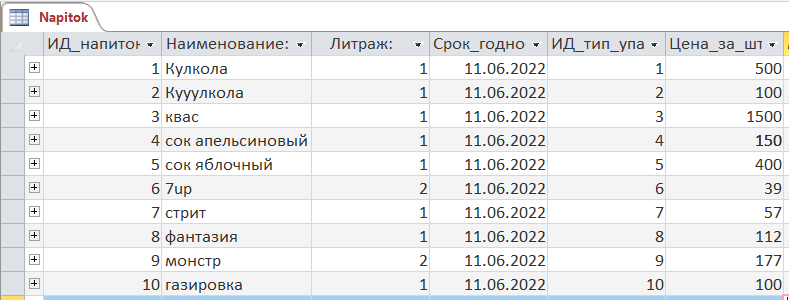 Napitok
ИД_напиток Наименование: Литраж: Срок_годно ИД_тип_упа Цена_за_шт
1 Кулкола 1 11.06.2022 1 500
2 Кууулкола 1 11.06.2022 2 100
3 квас 1 11.06.2022 3 1500
4 сок апельсиновый 1 11.06.2022 4 150
5 сок яблочный 1 11.06.2022 5 400
6 7up 2 11.06.2022 6 39
7 стрит 1 11.06.2022 7 57
8 фантазия 1 11.06.2022 8 112
9 монстр 2 11.06.2022 9 177
10 газировка 1 11.06.2022 10 100